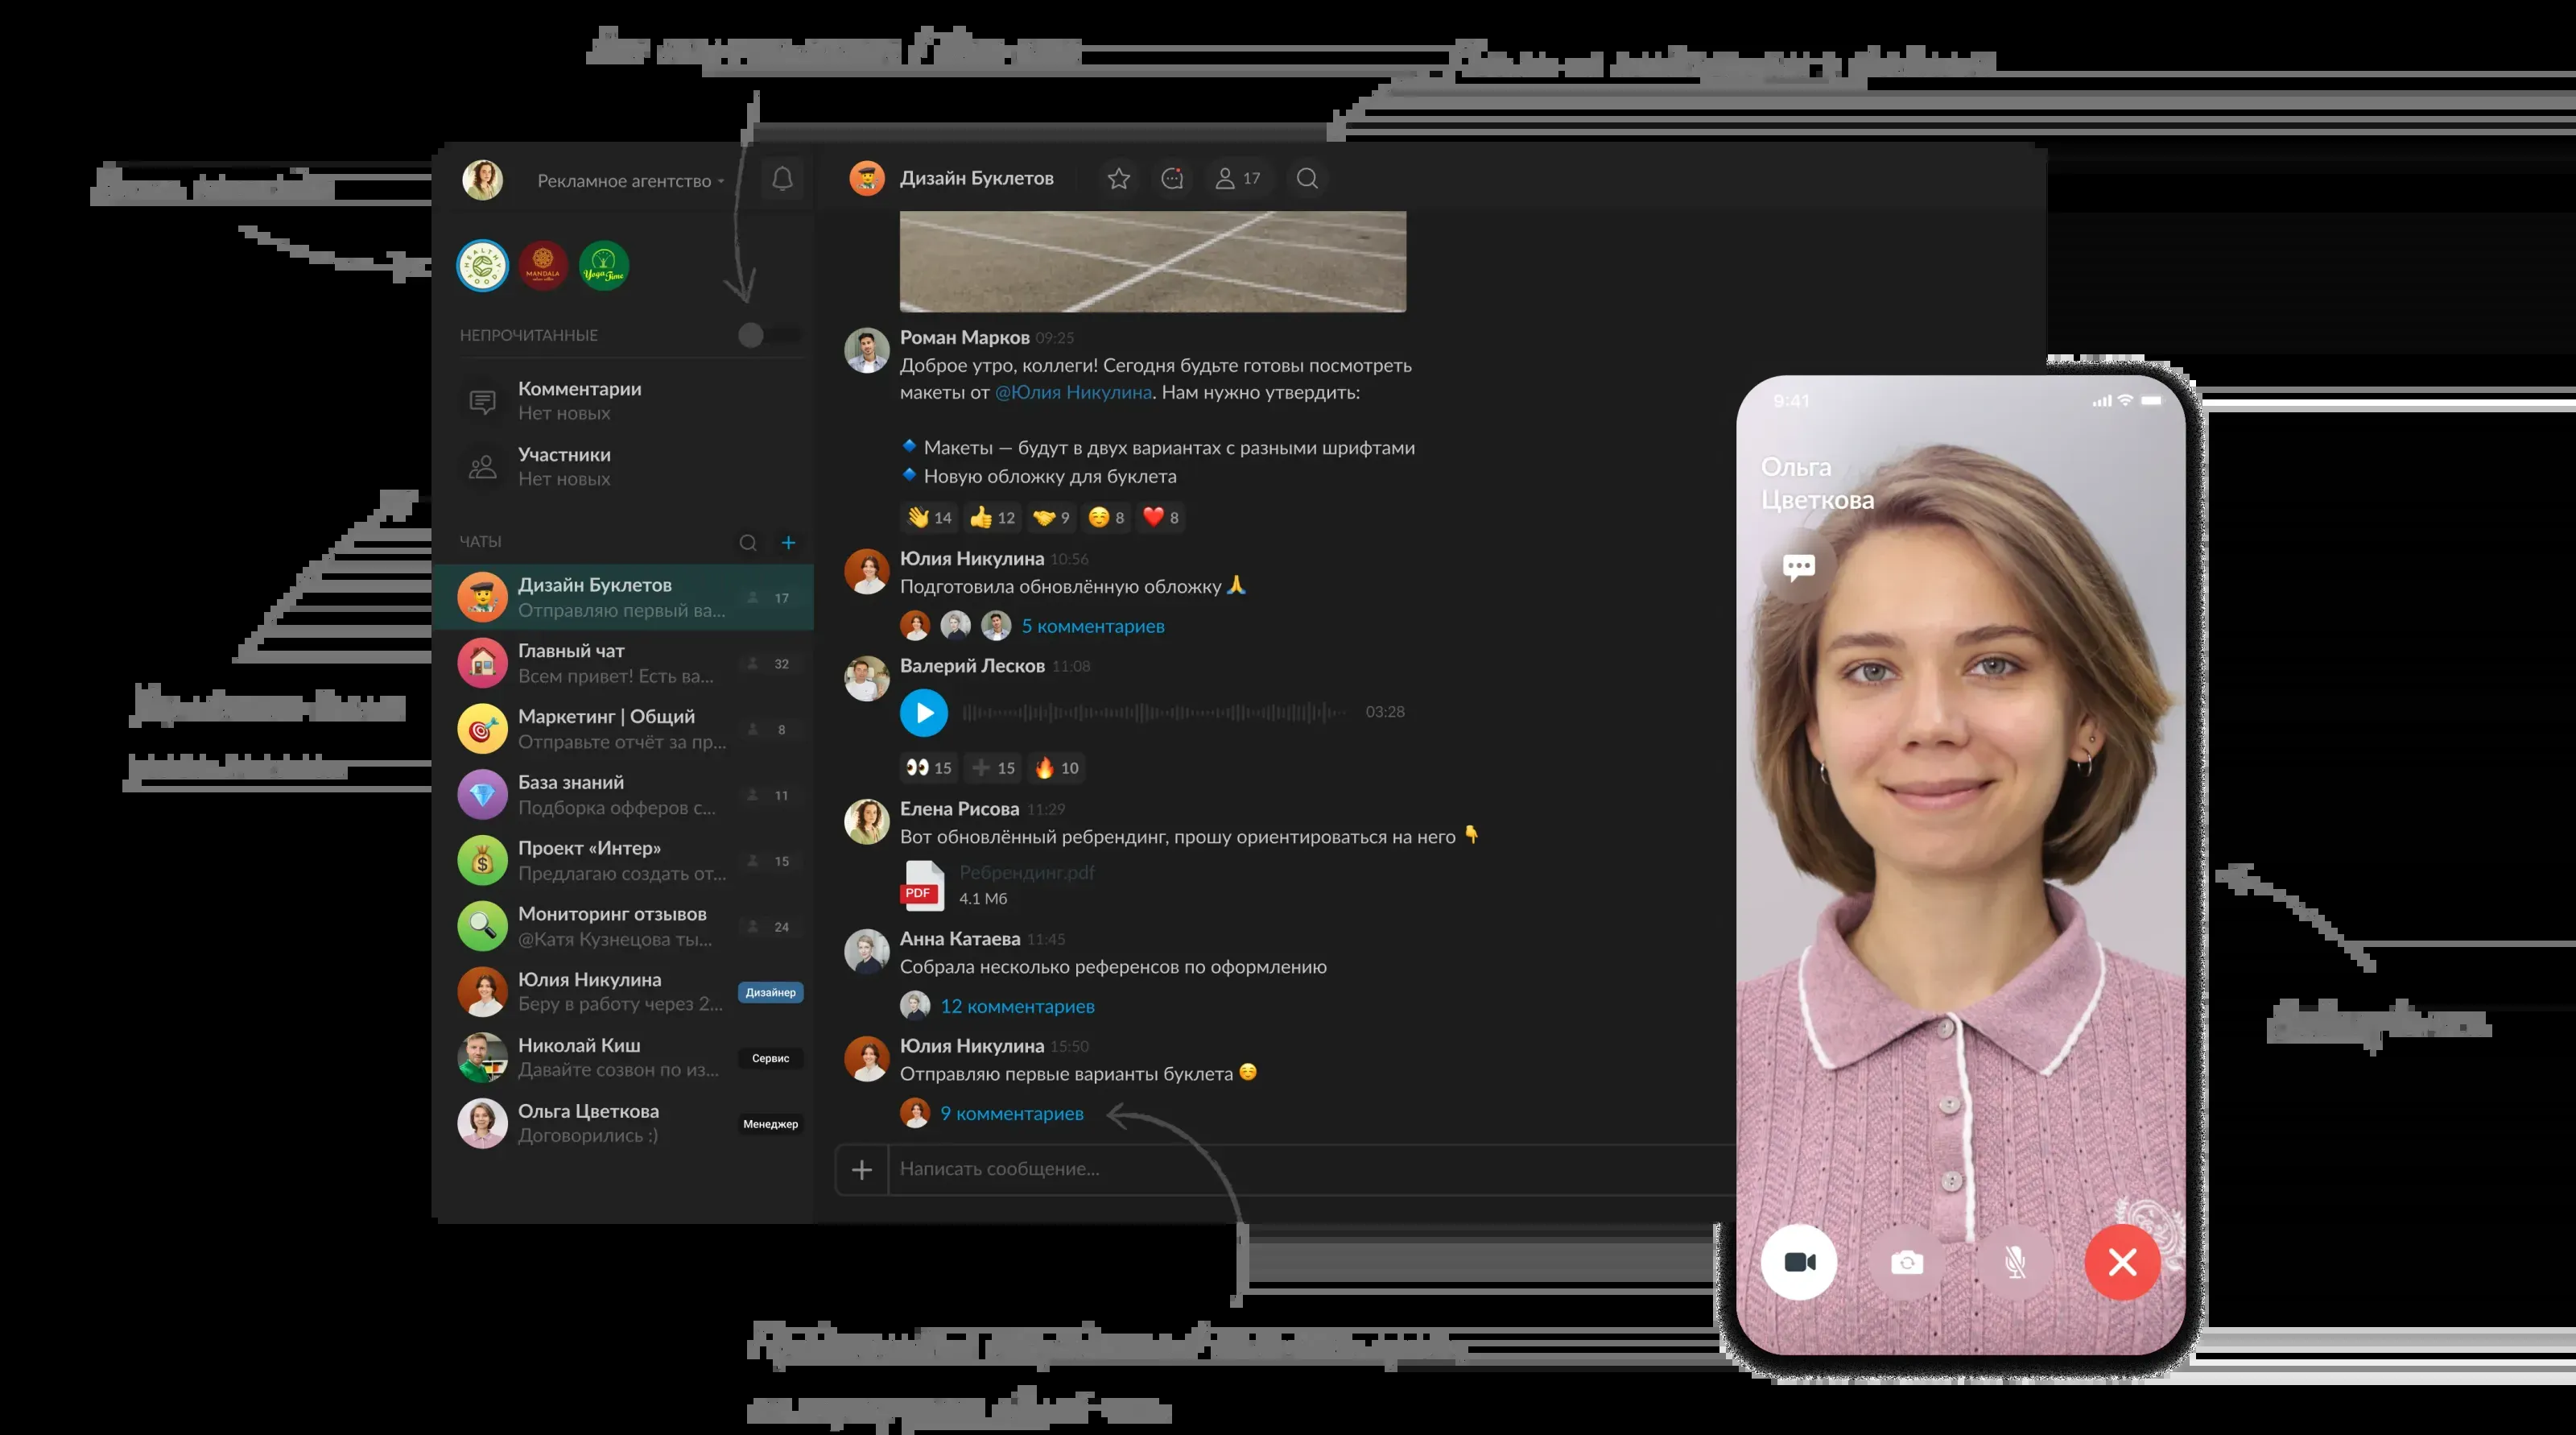 Рекламное агентство
HEALTHY FOOD
MANDALA
Yoga Time
НЕПРОЧИТАННЫЕ
Комментарии
Нет новых
Участники
Нет новых
ЧАТЫ
Дизайн Буклетов
Отправляю первый ва...
17
Главный чат
Всем привет! Есть ва...
32
Маркетинг | Общий
Отправьте отчёт за пр...
8
База знаний
Подборка офферов с...
11
Проект «Интер»
Предлагаю создать от...
15
Мониторинг отзывов
@Катя Кузнецова ты...
24
Юлия Никулина
Беру в работу через 2...
Дизайнер
Николай Киш
Давайте созвон по из...
Сервис
Ольга Цветкова
Договорились :)
Менеджер
Дизайн Буклетов
17
Роман Марков 09:25
Доброе утро, коллеги! Сегодня будьте готовы посмотреть
макеты от @Юлия Никулина. Нам нужно утвердить:
🔹 Макеты — будут в двух вариантах с разными шрифтами
🔹 Новую обложку для буклета
👋 14 👍 12 🤝 9 ☺️ 8 ❤️ 8
Юлия Никулина 10:56
Подготовила обновлённую обложку 🙏
5 комментариев
Валерий Лесков 11:08
03:28
👀 15 ➕ 15 🔥 10
Елена Рисова 11:29
Вот обновлённый ребрендинг, прошу ориентироваться на него 👇
PDF
Ребрендинг.pdf
4.1 Мб
Анна Катаева 11:45
Собрала несколько референсов по оформлению
12 комментариев
Юлия Никулина 15:50
Отправляю первые варианты буклета ☺️
9 комментариев
Написать сообщение...
9:41
Ольга
Цветкова